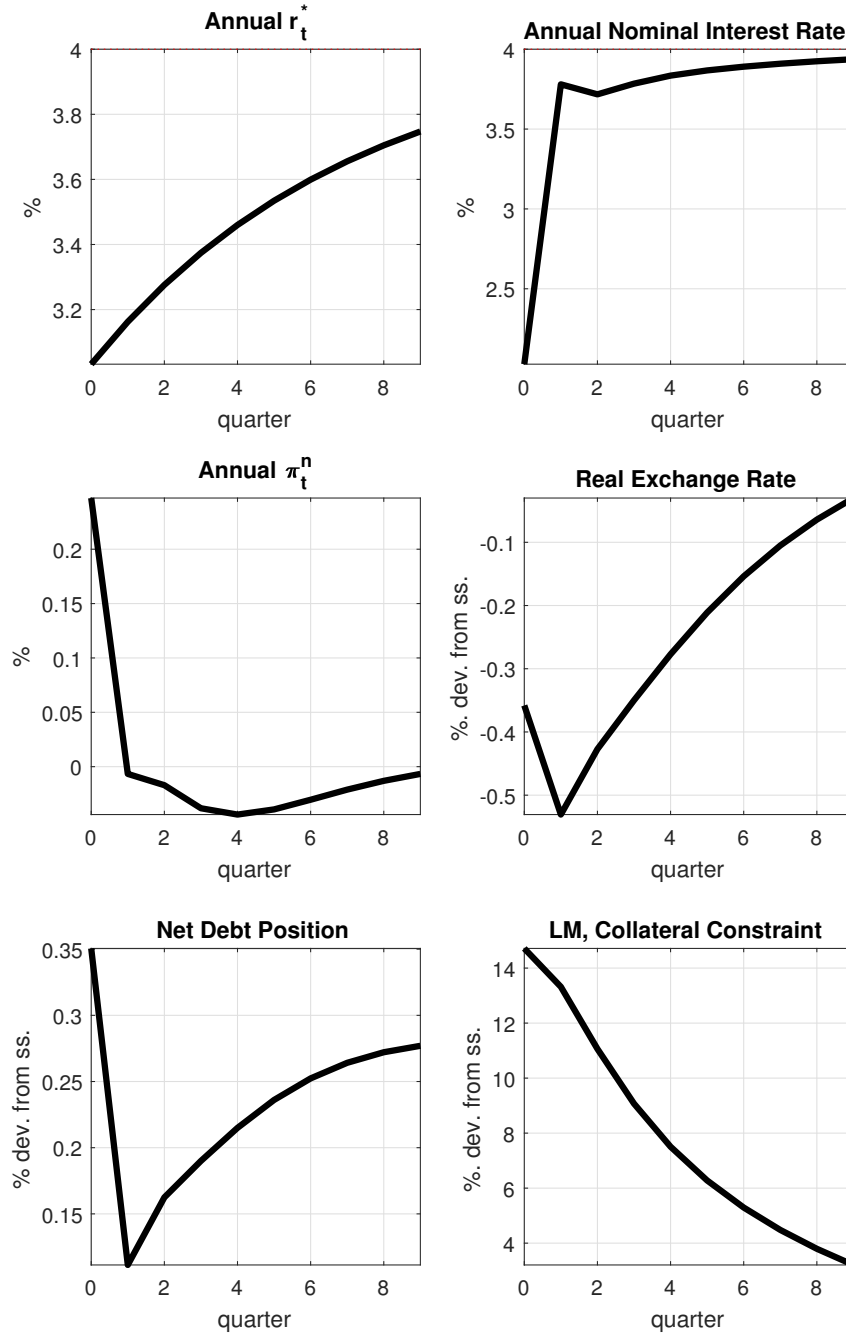 Annual r*t
4
3.8
3.6
3.4
3.2
%
0 2 4 6 8
quarter
Annual Nominal Interest Rate
4
3.5
3
2.5
%
0 2 4 6 8
quarter
Annual πnt
0.2
0.15
0.1
0.05
0
%
0 2 4 6 8
quarter
Real Exchange Rate
-0.1
-0.2
-0.3
-0.4
-0.5
%. dev. from ss.
0 2 4 6 8
quarter
Net Debt Position
0.35
0.3
0.25
0.2
0.15
% dev. from ss.
0 2 4 6 8
quarter
LM, Collateral Constraint
14
12
10
8
6
4
%. dev. from ss.
0 2 4 6 8
quarter